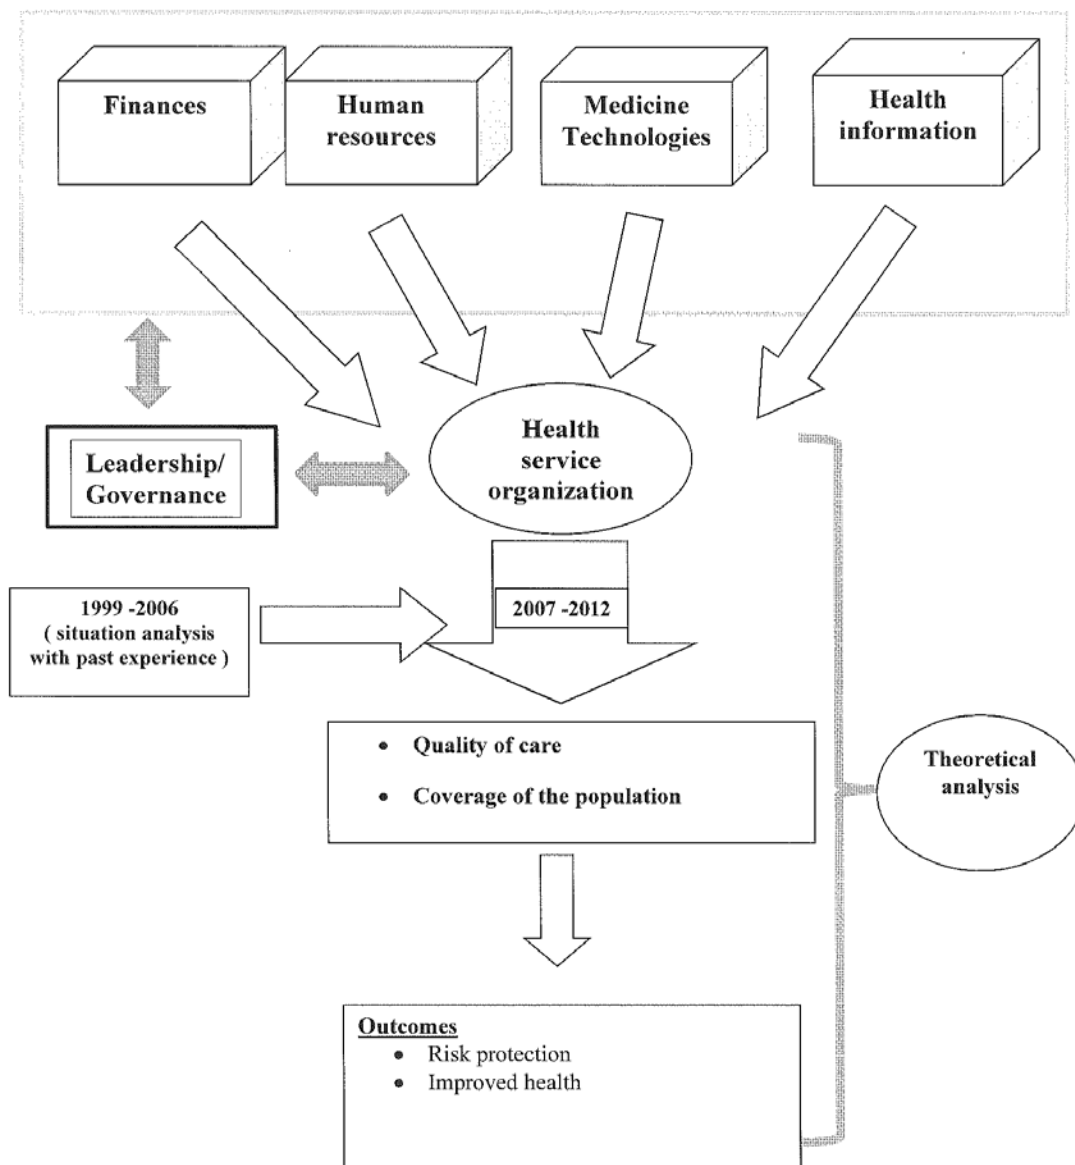 Finances
Human
resources
Medicine
Technologies
Health
information
Health
service
organization
Leadership/
Governance
1999 -2006
( situation analysis
with past experience )
2007 -2012
• Quality of care
• Coverage of the population
Theoretical
analysis
Outcomes
• Risk protection
• Improved health